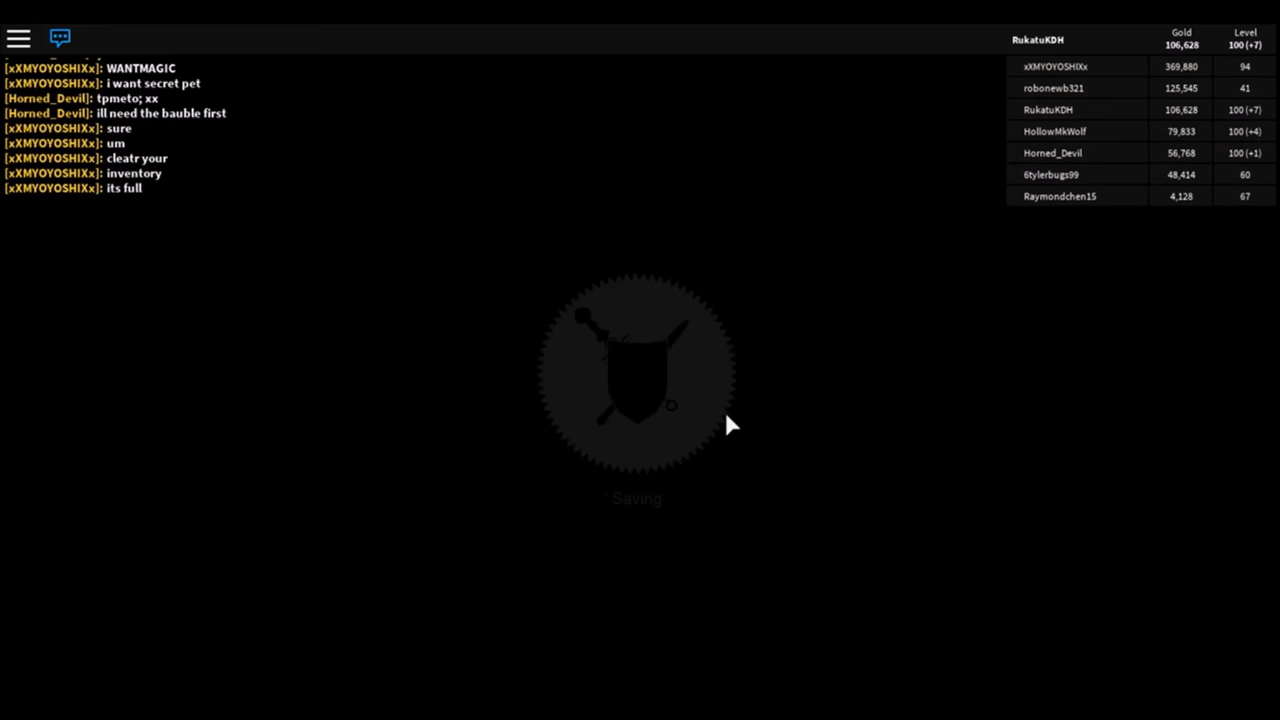 RukatuKDH Gold 106,628 Level 100 (+7)
[xXMYOYOSHIXx]: WANTMAGIC
[xXMYOYOSHIXx]: i want secret pet
[Horned_Devil]: tpmeto; xx
[Horned_Devil]: ill need the bauble first
[xXMYOYOSHIXx]: sure
[xXMYOYOSHIXx]: um
[xXMYOYOSHIXx]: cleatr your
[xXMYOYOSHIXx]: inventory
[xXMYOYOSHIXx]: its full
xXMYOYOSHIXx 369,880 94
robonewb321 125,545 41
RukatuKDH 106,628 100 (+7)
HollowMkWolf 79,833 100 (+4)
Horned_Devil 56,768 100 (+1)
6tylerbugs99 48,414 60
Raymondchen15 4,128 67
Saving